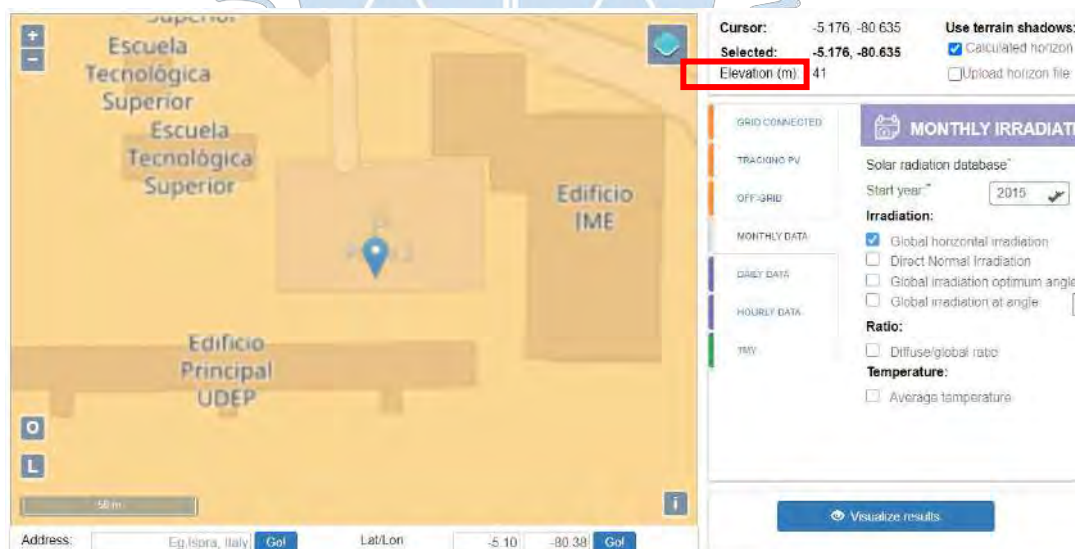 Superior
Escuela
Tecnológica
Superior
Escuela
Tecnológica
Superior
Edificio
IME
Edificio
Principal
UDEP
+
-
O
L
50 m
i
Address:
Eg.Ispra, Italy
Go!
Lat/Lon
-5.10
-80.38
Go!
Cursor: -5.176, -80.635
Selected: -5.176, -80.635
Elevation (m): 41
Use terrain shadows:
Calculated horizon
Upload horizon file
GRID CONNECTED
TRACKING PV
OFF-GRID
MONTHLY DATA
DAILY DATA
HOURLY DATA
TMY
MONTHLY IRRADIATI
Solar radiation database*
Start year:* 2015
Irradiation:
Global horizontal irradiation
Direct Normal Irradiation
Global irradiation optimum angle
Global irradiation at angle
Ratio:
Diffuse/global ratio
Temperature:
Average temperature
Visualize results